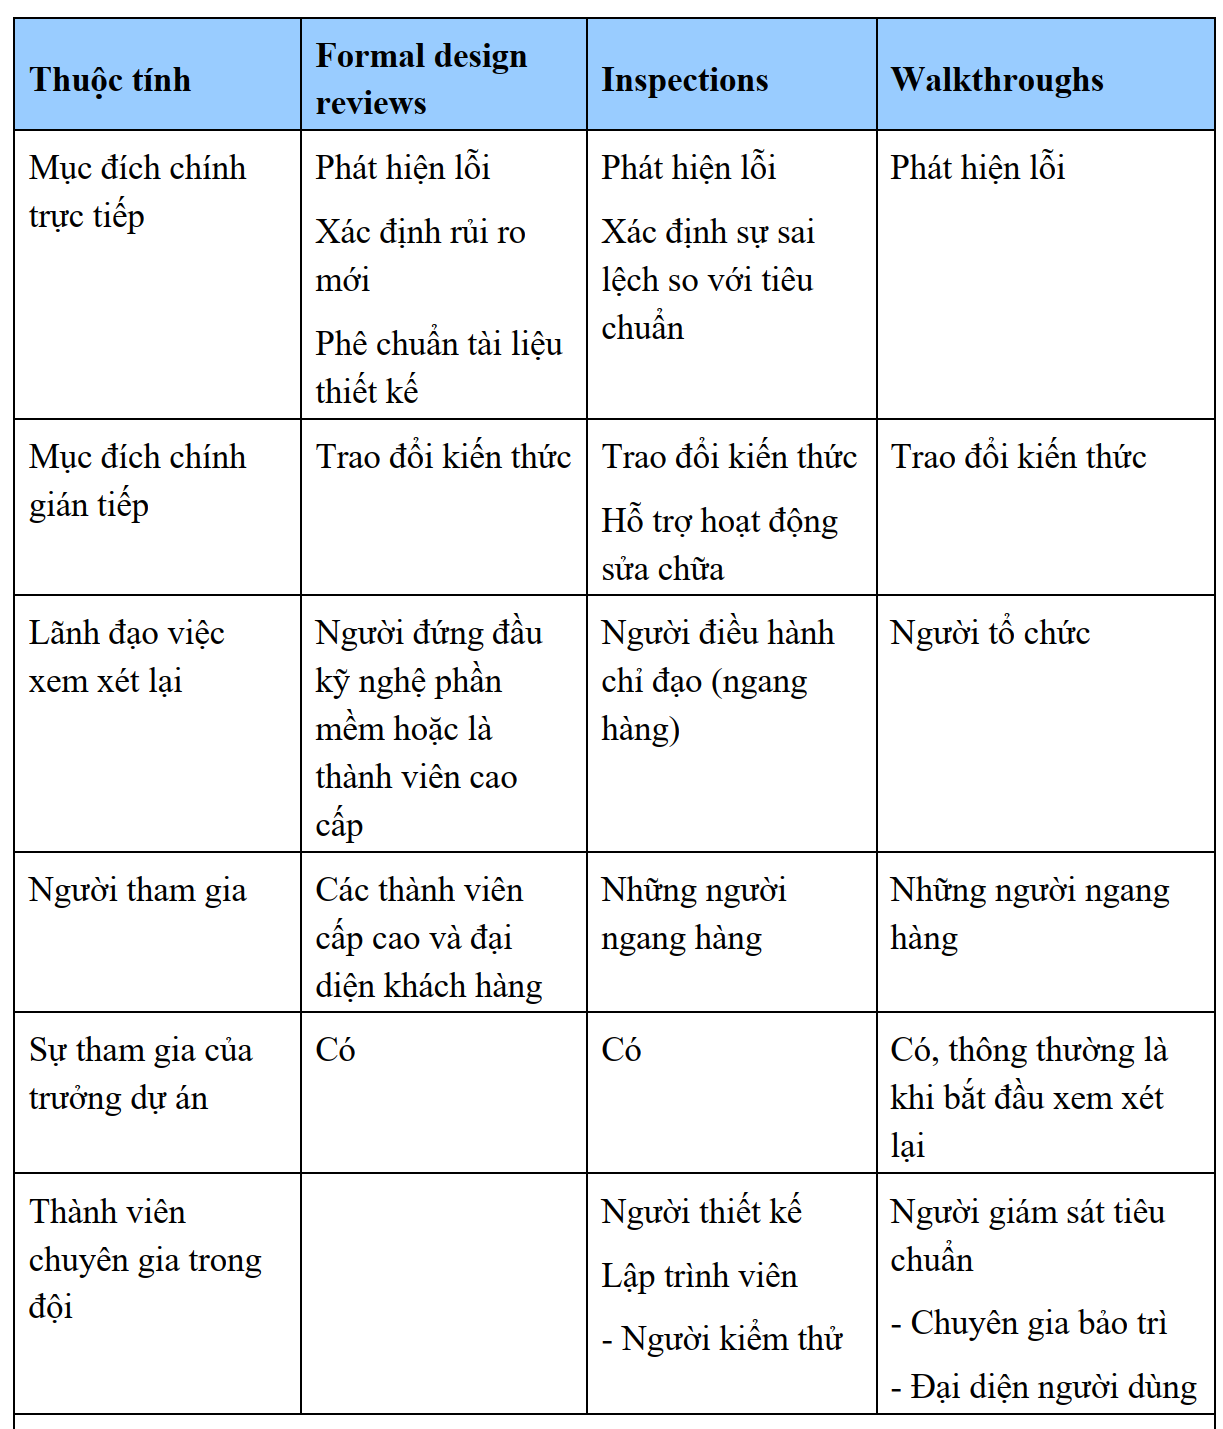 Thuộc tính
Formal design
reviews
Inspections
Walkthroughs
Mục đích chính
trực tiếp
Phát hiện lỗi
Xác định rủi ro
mới
Phê chuẩn tài liệu
thiết kế
Phát hiện lỗi
Xác định sự sai
lệch so với tiêu
chuẩn
Phát hiện lỗi
Mục đích chính
gián tiếp
Trao đổi kiến thức
Trao đổi kiến thức
Hỗ trợ hoạt động
sửa chữa
Trao đổi kiến thức
Lãnh đạo việc
xem xét lại
Người đứng đầu
kỹ nghệ phần
mềm hoặc là
thành viên cao
cấp
Người điều hành
chỉ đạo (ngang
hàng)
Người tổ chức
Người tham gia
Các thành viên
cấp cao và đại
diện khách hàng
Những người
ngang hàng
Những người ngang
hàng
Sự tham gia của
trưởng dự án
Có
Có
Có, thông thường là
khi bắt đầu xem xét
lại
Thành viên
chuyên gia trong
đội
Người thiết kế
Lập trình viên
- Người kiểm thử
Người giám sát tiêu
chuẩn
- Chuyên gia bảo trì
- Đại diện người dùng